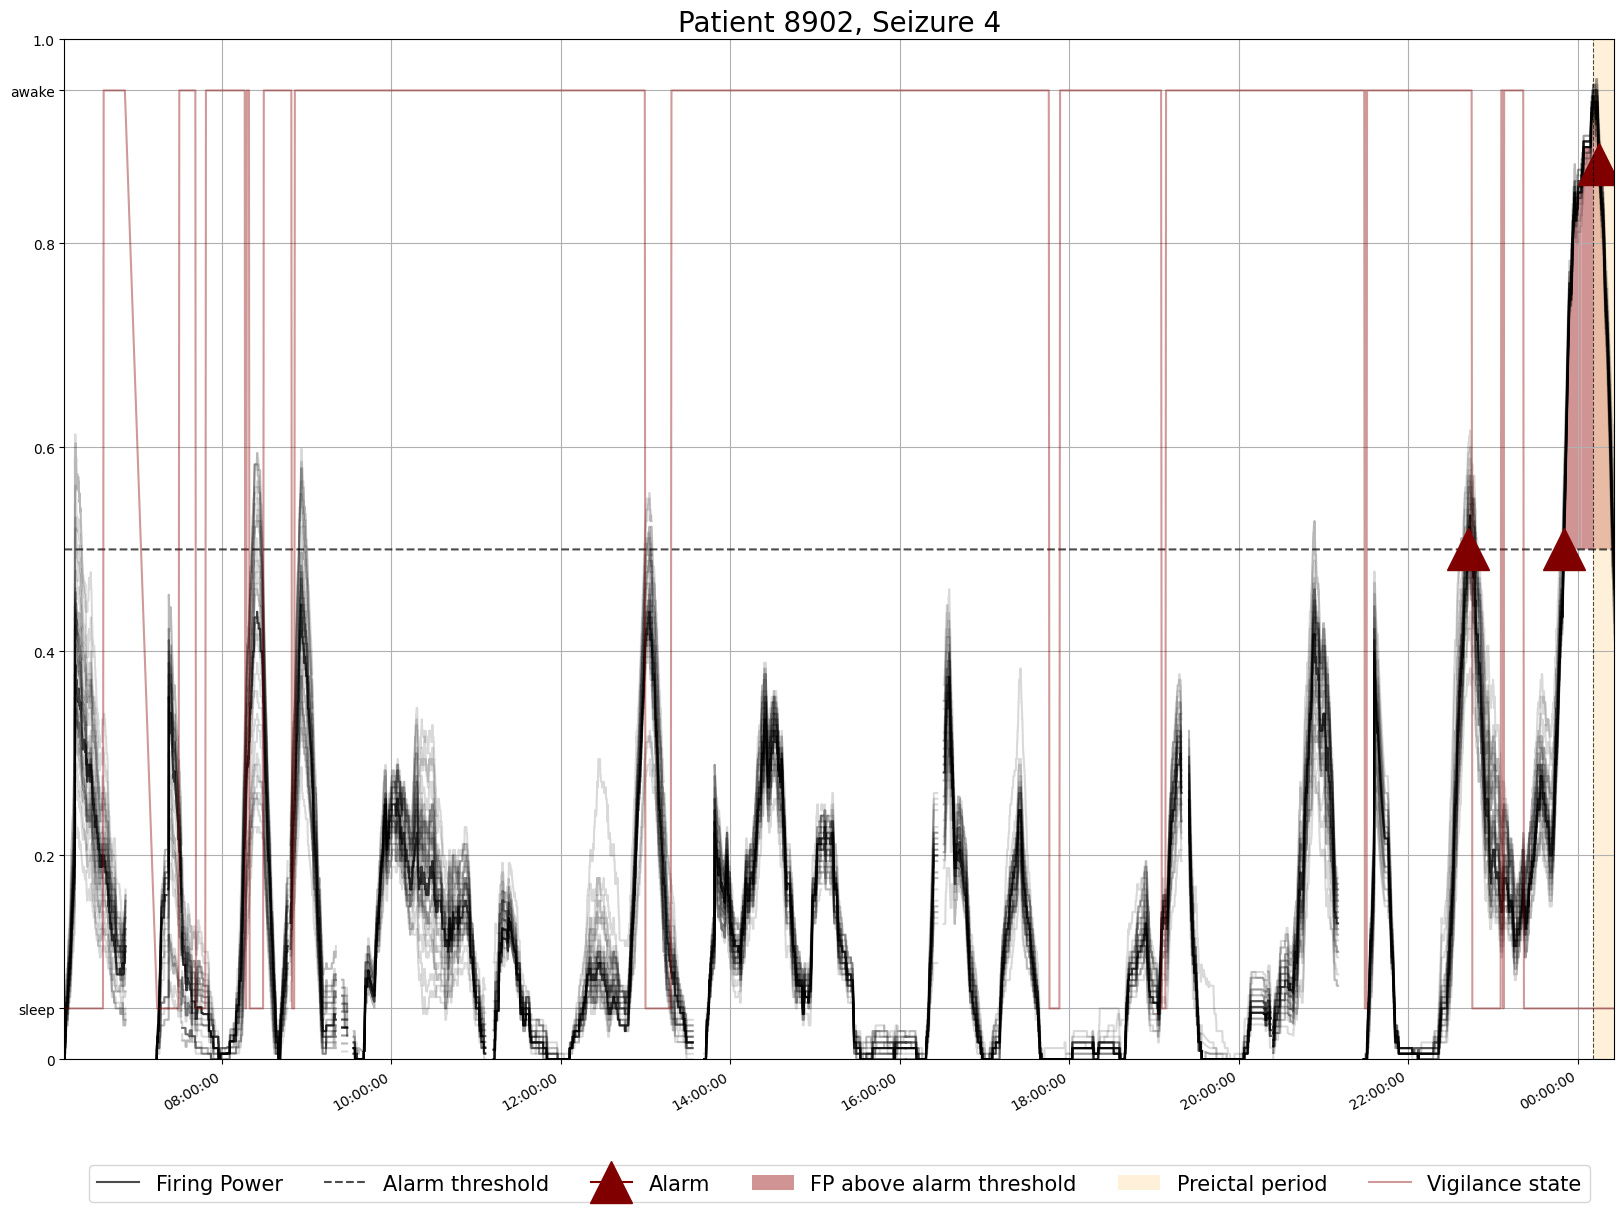 Patient 8902, Seizure 4
1.0
awake
0.8
0.6
0.4
0.2
sleep
0
08:00:00
10:00:00
12:00:00
14:00:00
16:00:00
18:00:00
20:00:00
22:00:00
00:00:00
Firing Power
Alarm threshold
Alarm
FP above alarm threshold
Preictal period
Vigilance state